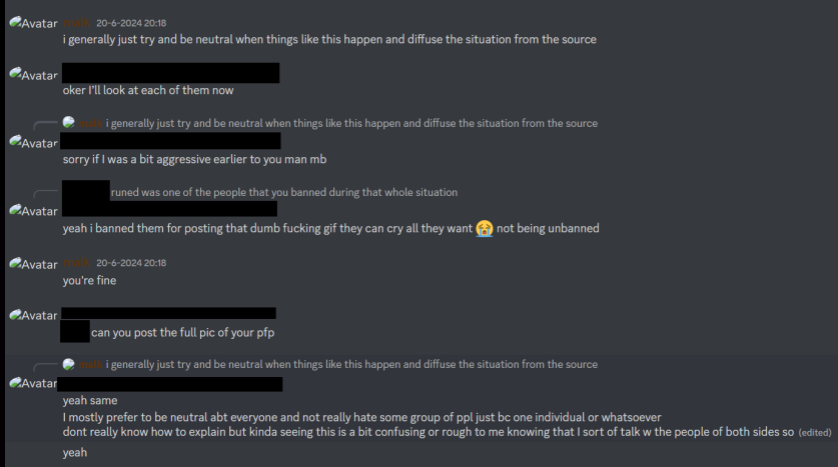 Avatar 20-6-2024 20:18
i generally just try and be neutral when things like this happen and diffuse the situation from the source
Avatar
oker I'll look at each of them now
i generally just try and be neutral when things like this happen and diffuse the situation from the source
Avatar
sorry if I was a bit aggressive earlier to you man mb
runed was one of the people that you banned during that whole situation
Avatar
yeah i banned them for posting that dumb fucking gif they can cry all they want 😭 not being unbanned
Avatar 20-6-2024 20:18
you're fine
Avatar
can you post the full pic of your pfp
i generally just try and be neutral when things like this happen and diffuse the situation from the source
Avatar
yeah same
I mostly prefer to be neutral abt everyone and not really hate some group of ppl just bc one individual or whatsoever
dont really know how to explain but kinda seeing this is a bit confusing or rough to me knowing that I sort of talk w the people of both sides so (edited)
yeah